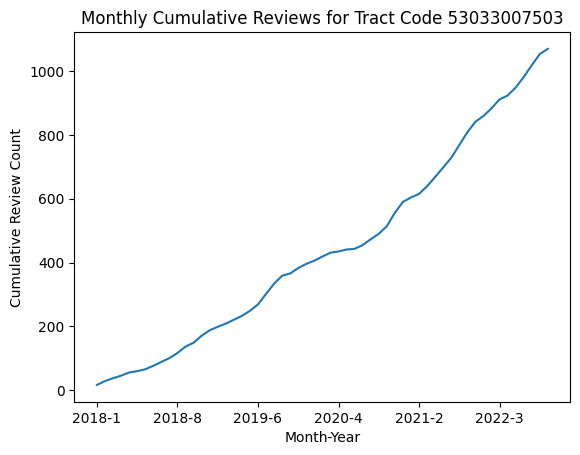 Monthly Cumulative Reviews for Tract Code 53033007503
1000
800
600
400
200
0
Cumulative Review Count
2018-1 2018-8 2019-6 2020-4 2021-2 2022-3
Month-Year